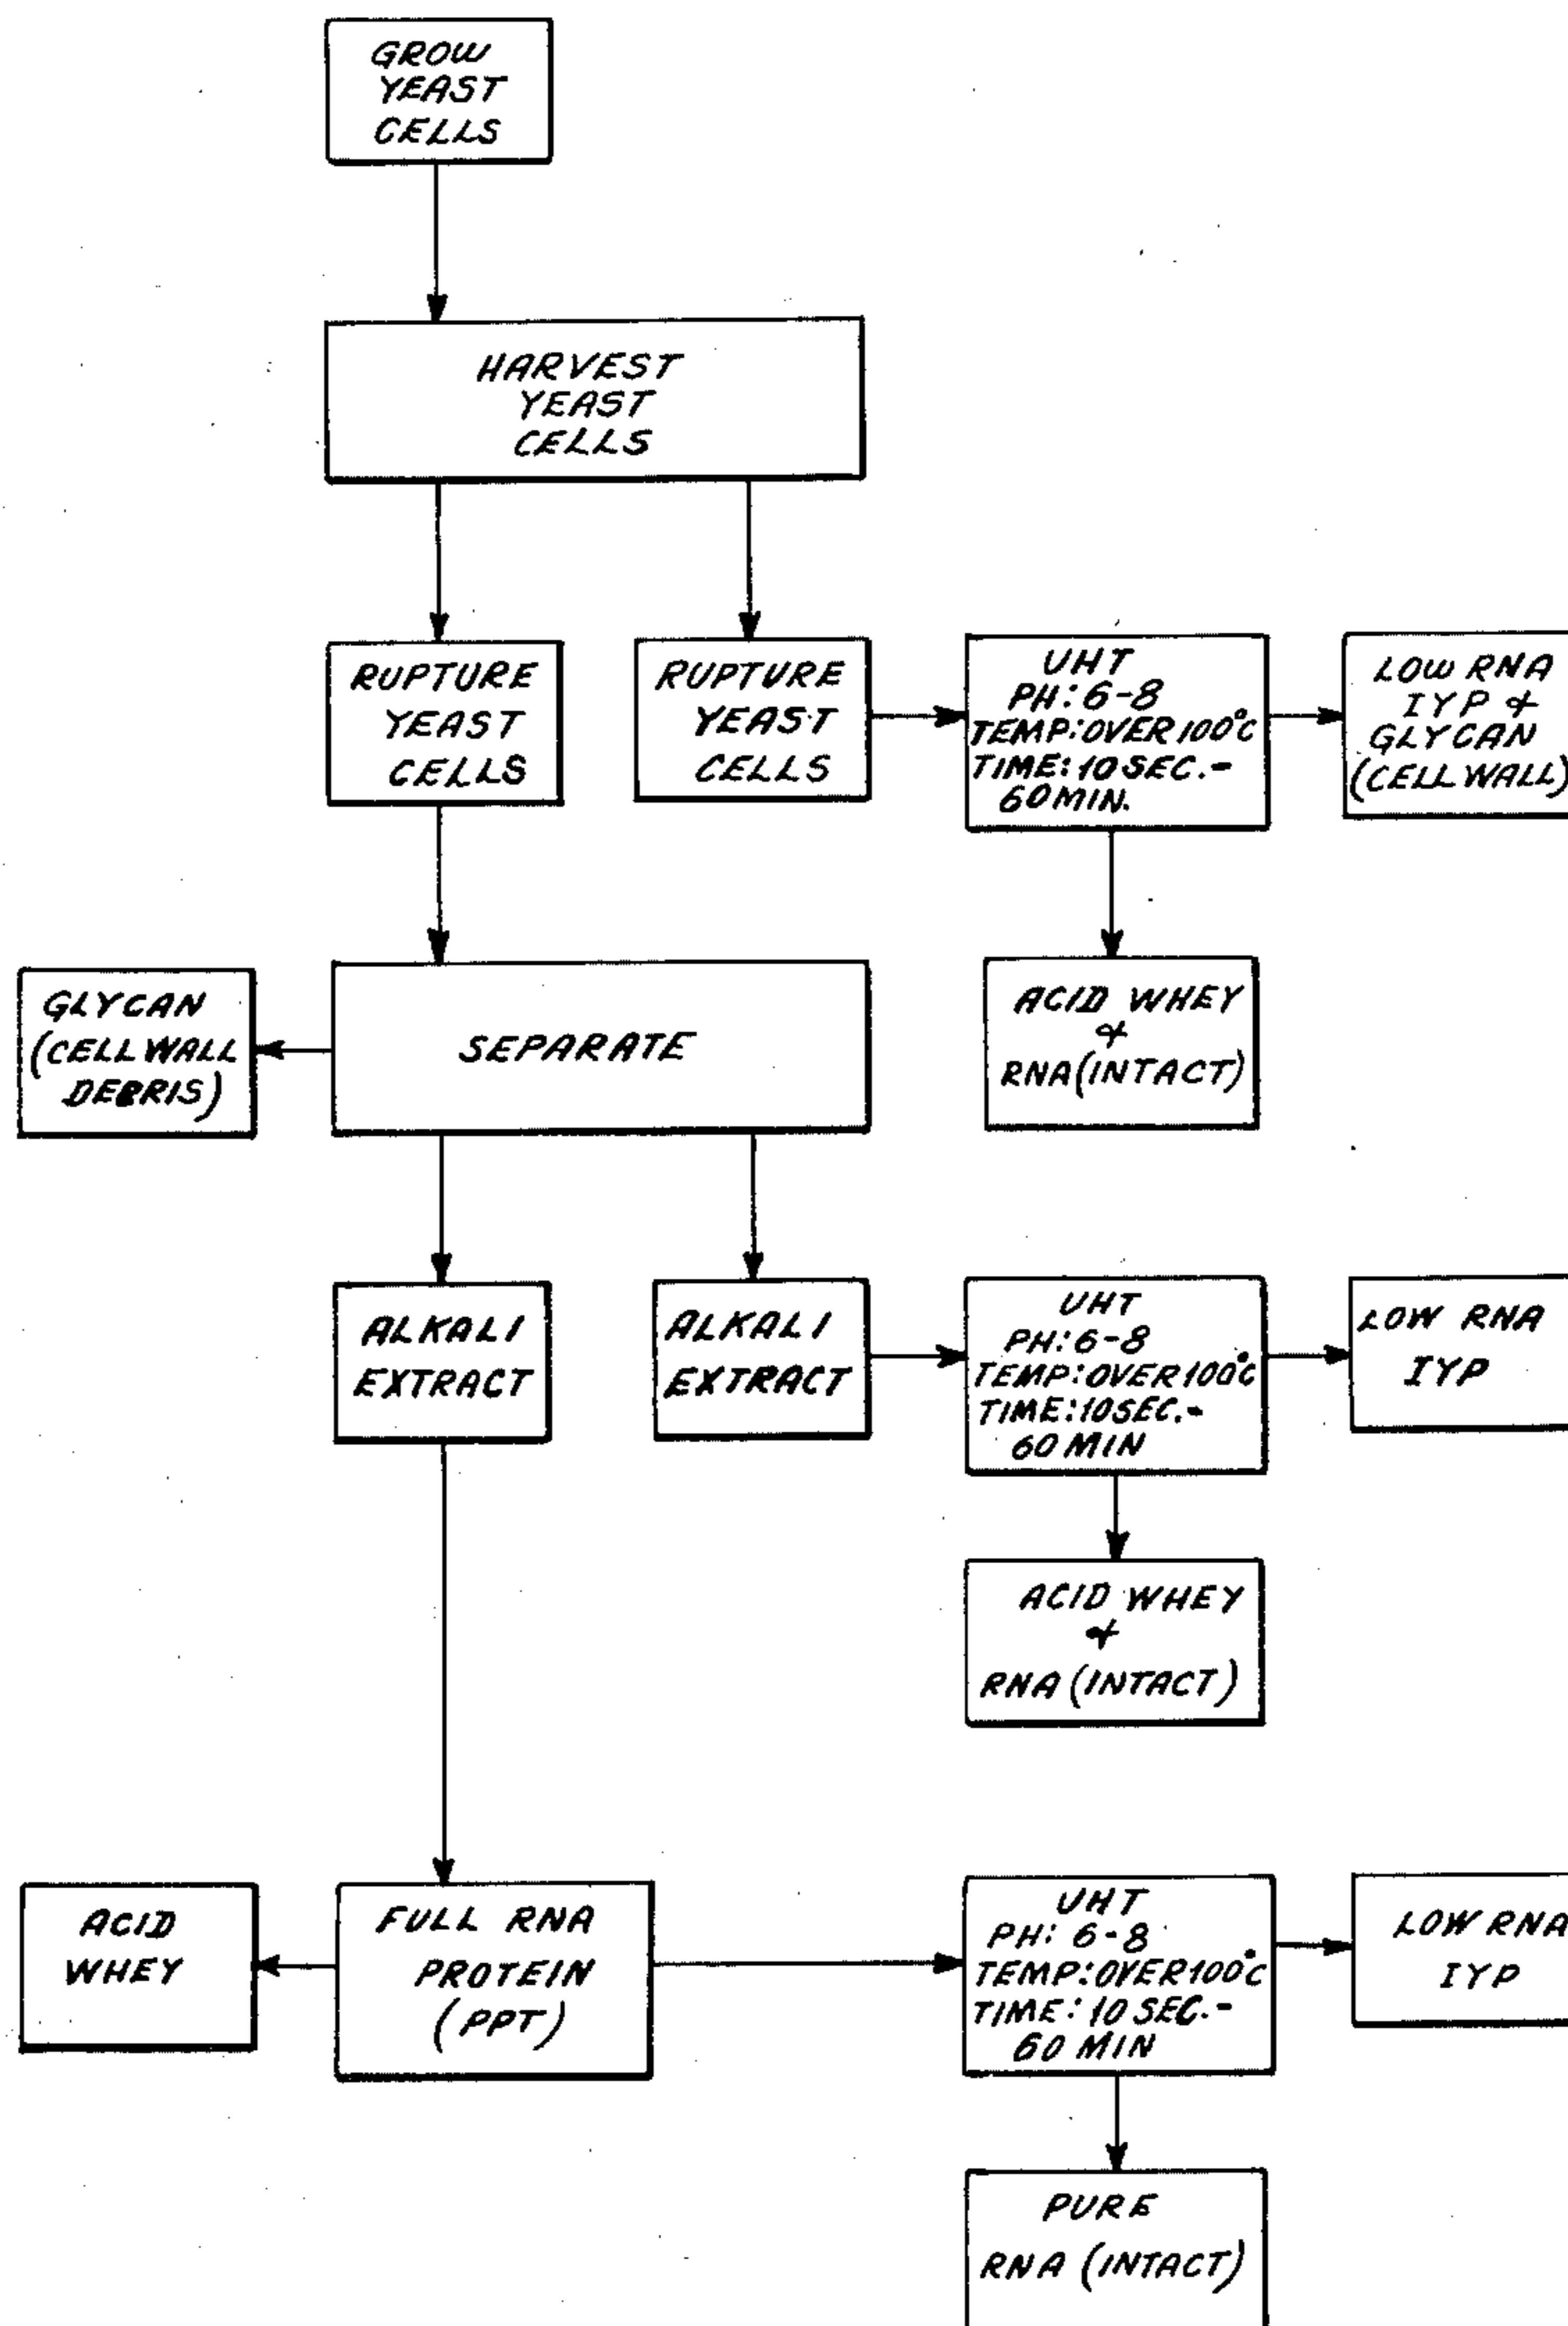 GROW
YEAST
CELLS
HARVEST
YEAST
CELLS
RUPTURE
YEAST
CELLS
RUPTURE
YEAST
CELLS
UHT
PH: 6-8
TEMP: OVER 100°C
TIME: 10 SEC.-
60 MIN.
LOW RNA
IYP &
GLYCAN
(CELL WALL)
GLYCAN
(CELL WALL
DEBRIS)
SEPARATE
ACID WHEY
&
RNA (INTACT)
ALKALI
EXTRACT
ALKALI
EXTRACT
UHT
PH: 6-8
TEMP: OVER 100°C
TIME: 10 SEC.-
60 MIN
LOW RNA
IYP
ACID WHEY
&
RNA (INTACT)
ACID
WHEY
FULL RNA
PROTEIN
(PPT)
UHT
PH: 6-8
TEMP: OVER 100°C
TIME: 10 SEC.-
60 MIN
LOW RNA
IYP
PURE
RNA (INTACT)